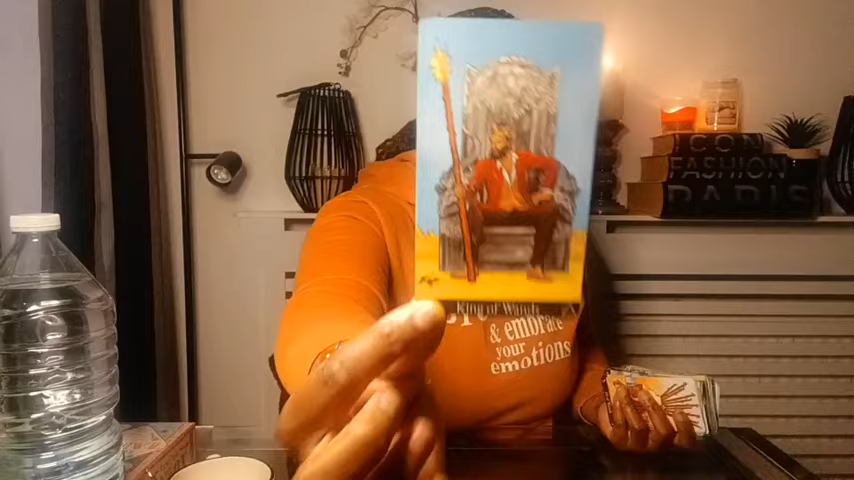 ICON
FASHION
PARIS
King of Wands
& embrace
your
emotions